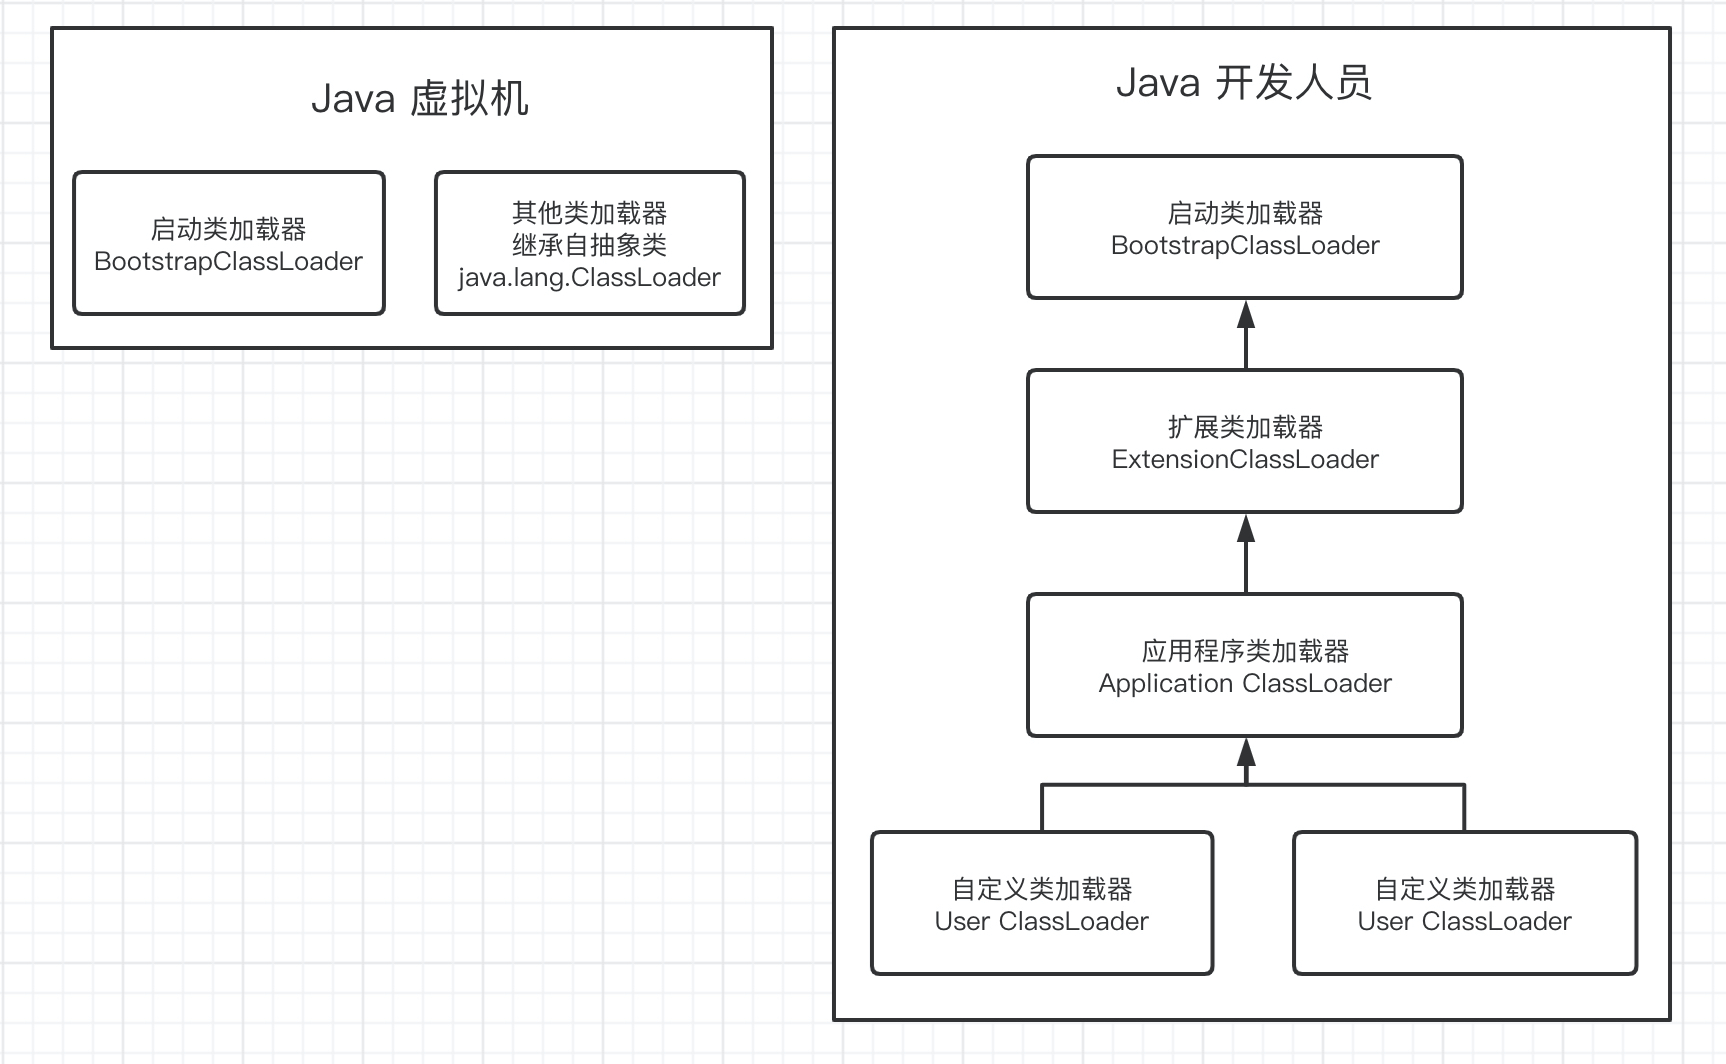 Java 虚拟机
启动类加载器
BootstrapClassLoader
其他类加载器
继承自抽象类
java.lang.ClassLoader
Java 开发人员
启动类加载器
BootstrapClassLoader
扩展类加载器
ExtensionClassLoader
应用程序类加载器
Application ClassLoader
自定义类加载器
User ClassLoader
自定义类加载器
User ClassLoader